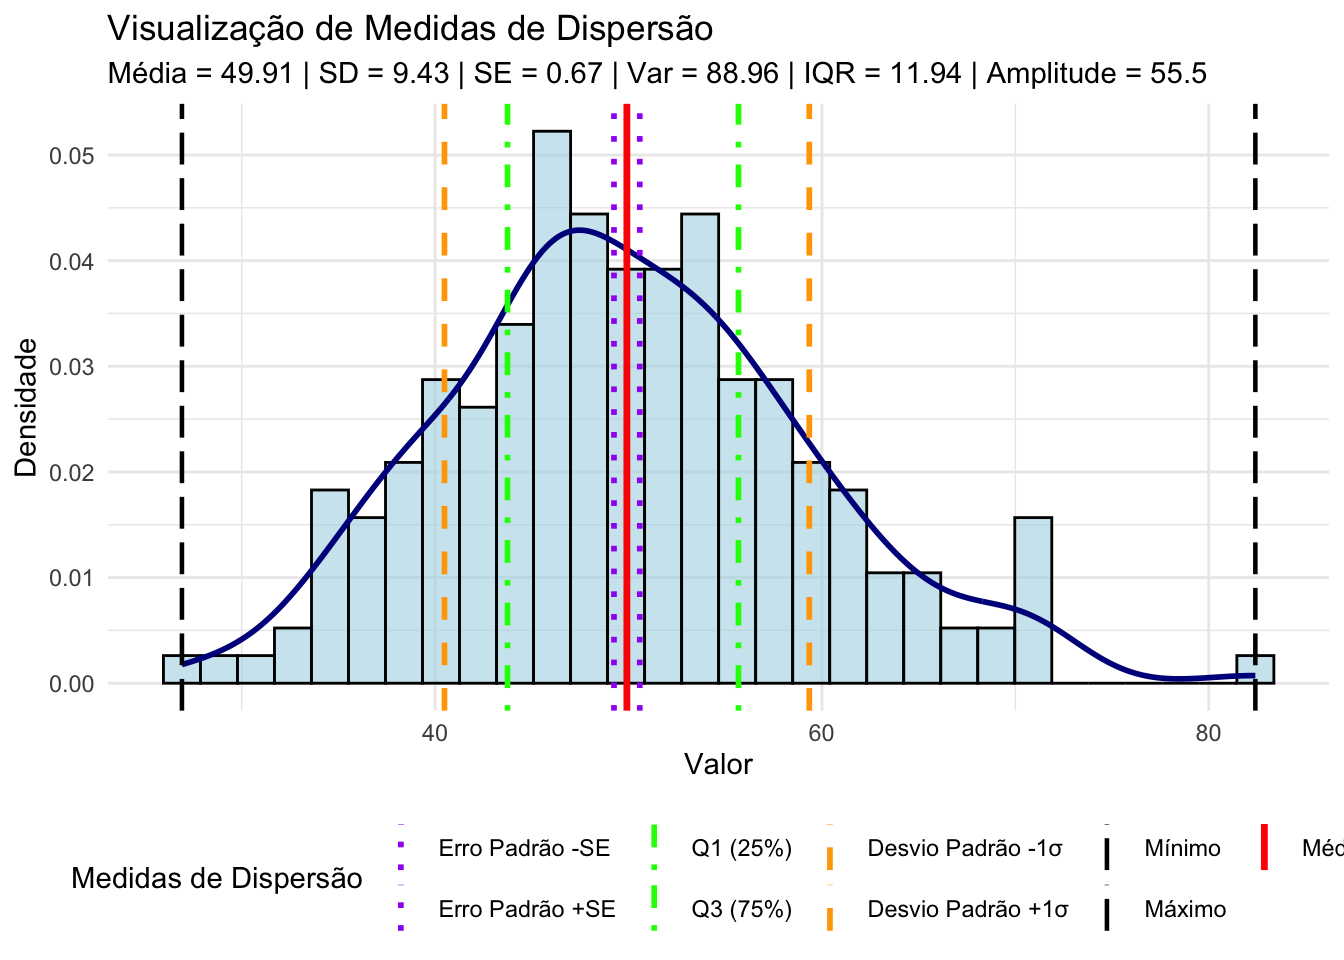 Visualização de Medidas de Dispersão
Média = 49.91 | SD = 9.43 | SE = 0.67 | Var = 88.96 | IQR = 11.94 | Amplitude = 55.5
0.05
0.04
0.03
0.02
0.01
0.00
Densidade
40 60 80
Valor
Medidas de Dispersão
Erro Padrão -SE Q1 (25%) Desvio Padrão -1σ Mínimo Méd
Erro Padrão +SE Q3 (75%) Desvio Padrão +1σ Máximo